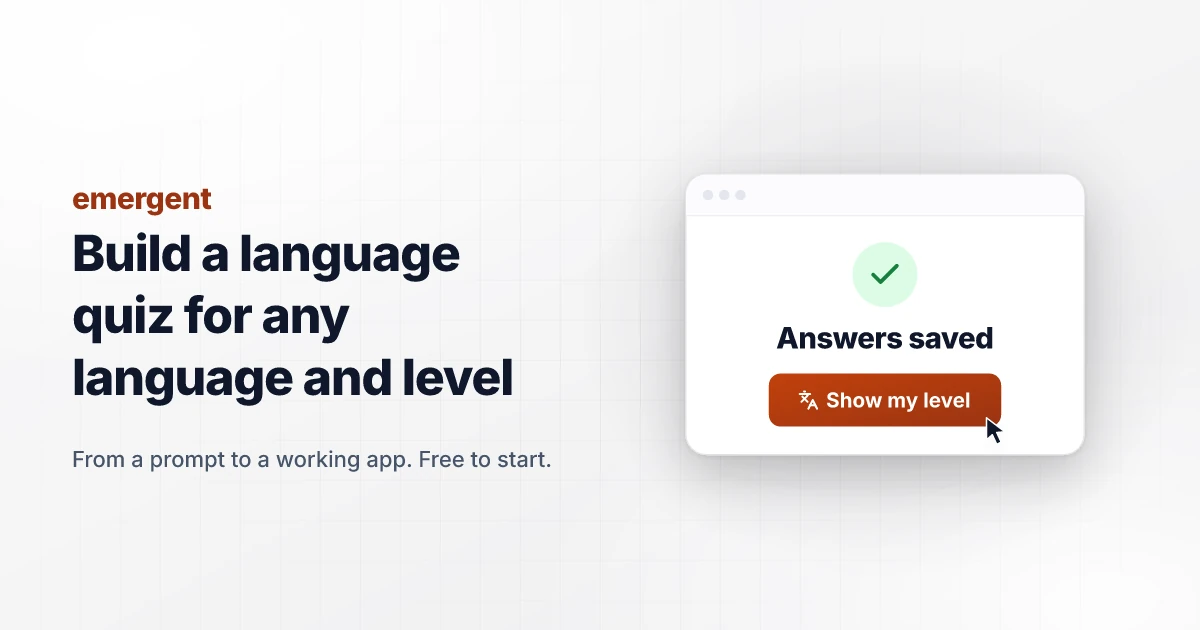 emergent
Build a language
quiz for any
language and level
From a prompt to a working app. Free to start.
Answers saved
Show my level